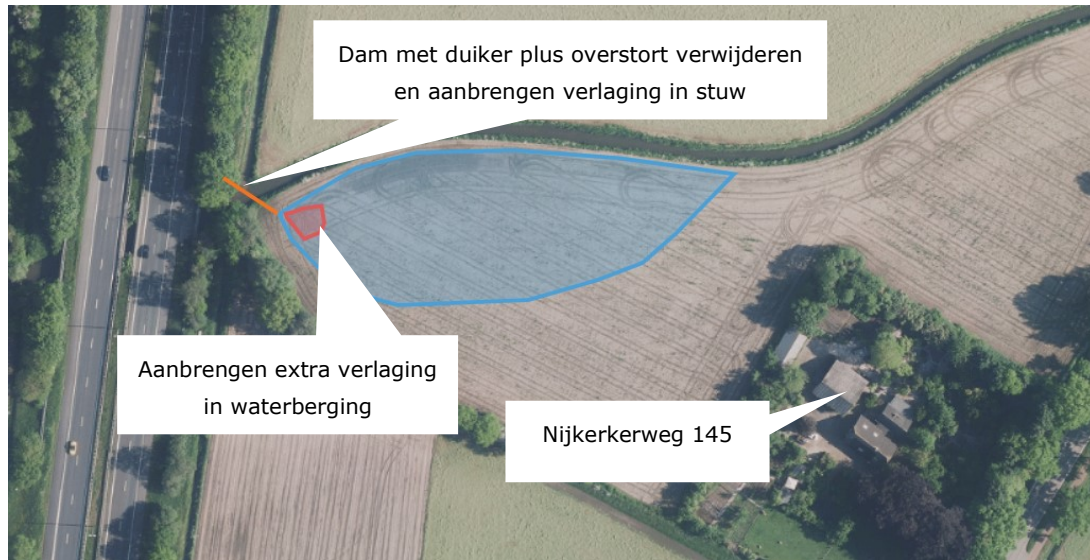 Dam met duiker plus overstort verwijderen
en aanbrengen verlaging in stuw
Aanbrengen extra verlaging
in waterberging
Nijkerkerweg 145